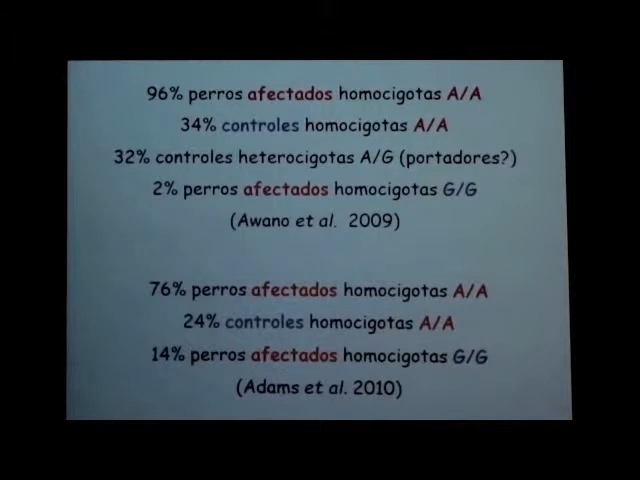 96% perros afectados homocigotas A/A
34% controles homocigotas A/A
32% controles heterocigotas A/G (portadores?)
2% perros afectados homocigotas G/G
(Awano et al. 2009)
76% perros afectados homocigotas A/A
24% controles homocigotas A/A
14% perros afectados homocigotas G/G
(Adams et al. 2010)